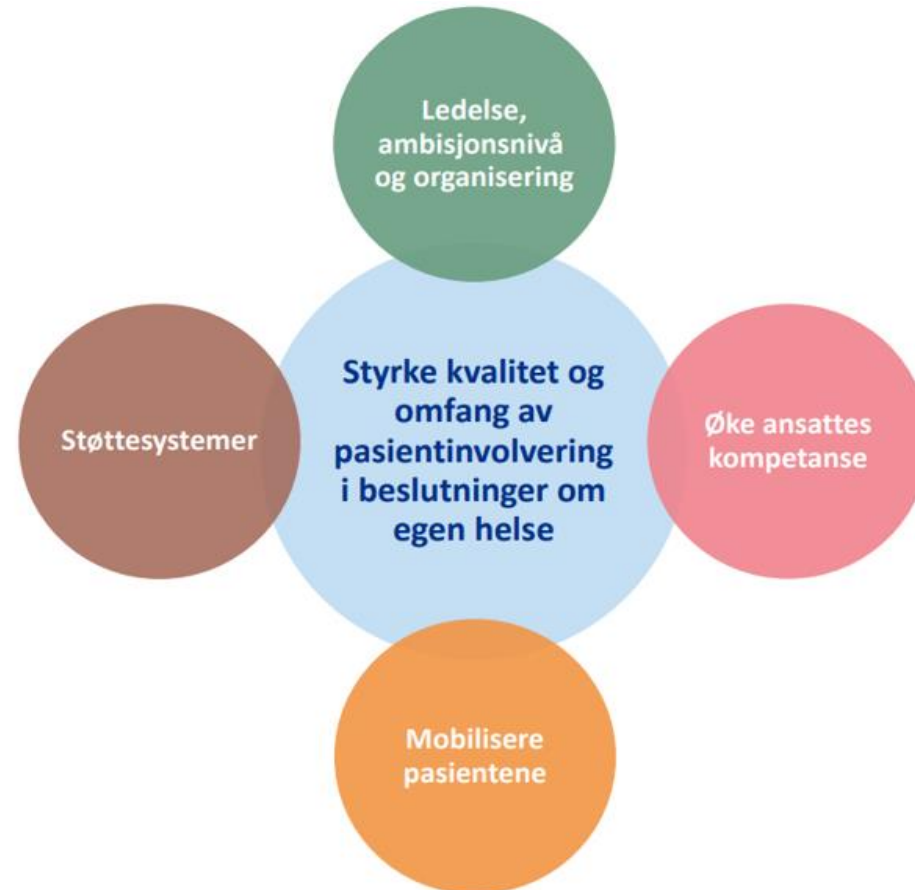 Ledelse,
ambisjonsnivå
og organisering
Støttesystemer
Styrke kvalitet og
omfang av
pasientinvolvering
i beslutninger om
egen helse
Øke ansattes
kompetanse
Mobilisere
pasientene